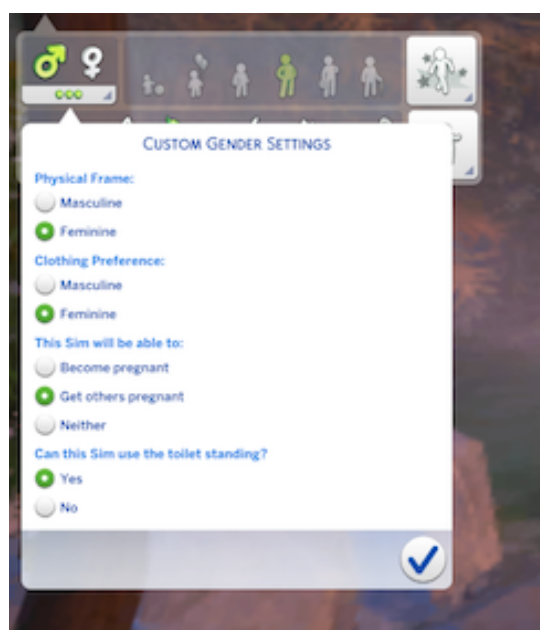 Custom Gender Settings
Physical Frame:
Masculine
Feminine
Clothing Preference:
Masculine
Feminine
This Sim will be able to:
Become pregnant
Get others pregnant
Neither
Can this Sim use the toilet standing?
Yes
No